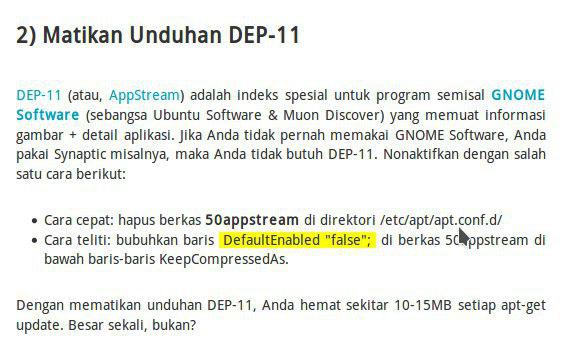 2) Matikan Unduhan DEP-11
DEP-11 (atau, AppStream) adalah indeks spesial untuk program semisal GNOME
Software (sebangsa Ubuntu Software & Muon Discover) yang memuat informasi
gambar + detail aplikasi. Jika Anda tidak pernah memakai GNOME Software, Anda
pakai Synaptic misalnya, maka Anda tidak butuh DEP-11. Nonaktifkan dengan salah
satu cara berikut:
• Cara cepat: hapus berkas 50appstream di direktori /etc/apt/apt.conf.d/
• Cara teliti: bubuhkan baris DefaultEnabled "false"; di berkas 50appstream di
bawah baris-baris KeepCompressedAs.
Dengan mematikan unduhan DEP-11, Anda hemat sekitar 10-15MB setiap apt-get
update. Besar sekali, bukan?